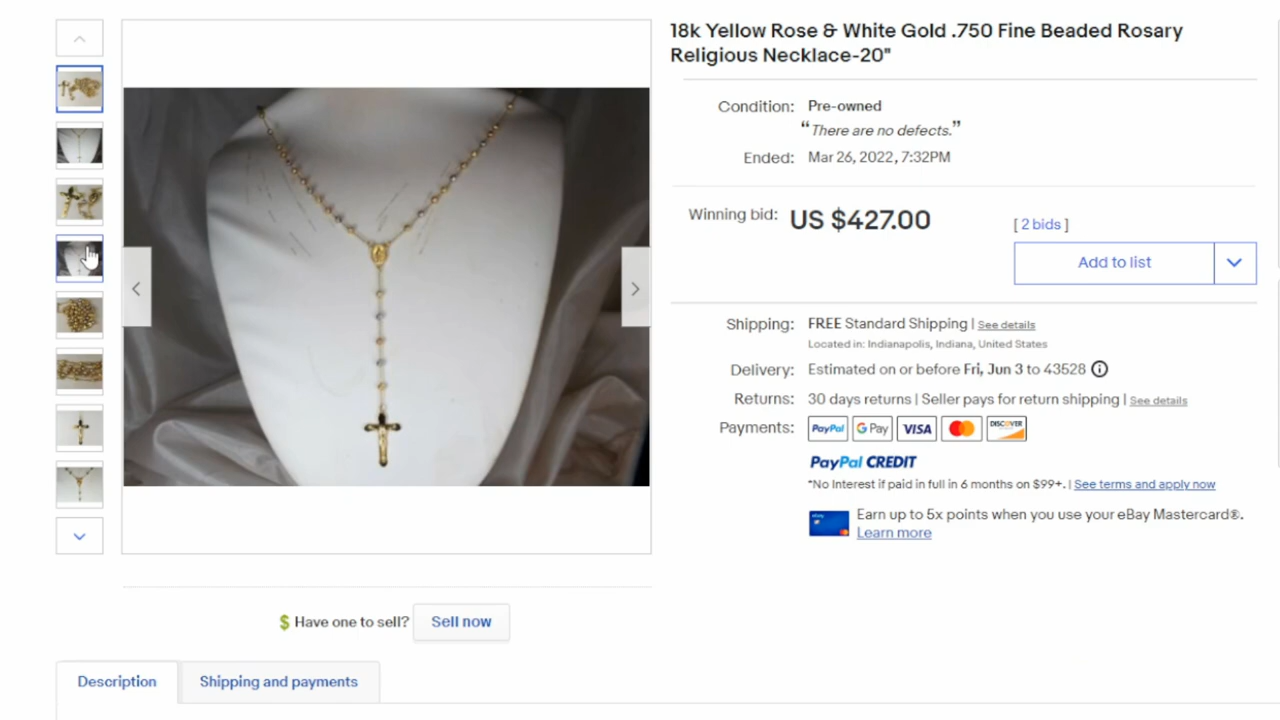 18k Yellow Rose & White Gold .750 Fine Beaded Rosary
Religious Necklace-20"
Condition: Pre-owned
“There are no defects.”
Ended: Mar 26, 2022, 7:32PM
Winning bid: US $427.00 [ 2 bids ]
Add to list
Shipping: FREE Standard Shipping | See details
Located in: Indianapolis, Indiana, United States
Delivery: Estimated on or before Fri, Jun 3 to 43528
Returns: 30 days returns | Seller pays for return shipping | See details
Payments: PayPal G Pay VISA DISCOVER
PayPal CREDIT
*No Interest if paid in full in 6 months on $99+. | See terms and apply now
Earn up to 5x points when you use your eBay Mastercard®.
Learn more
$ Have one to sell? Sell now
Description Shipping and payments